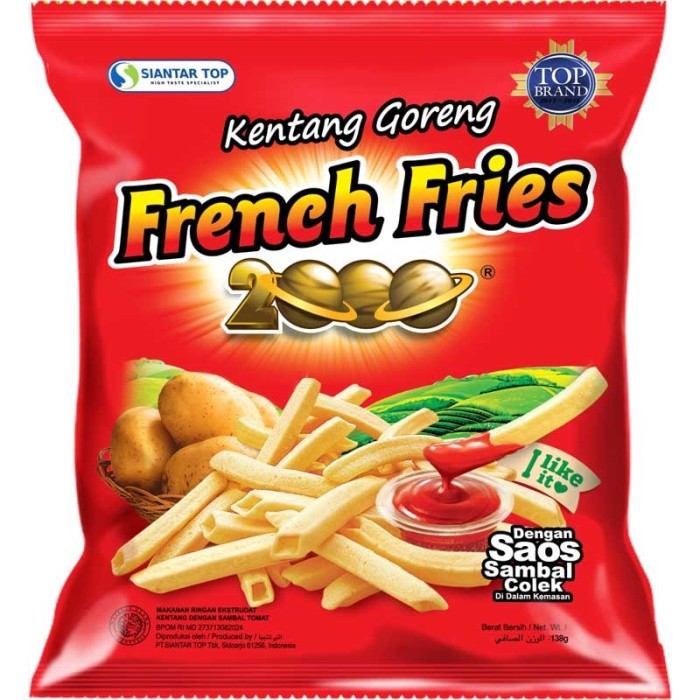 SIANTAR TOP
HIGH TASTE SPECIALIST
TOP
BRAND
Kentang Goreng
French Fries
2000®
I like
it
Dengan
Saos
Sambal
Colek
Di Dalam Kemasan
MAKANAN RINGAN EKSTRUDAT
KENTANG DENGAN SAMBAL TOMAT
BPOM RI MD 273713082024
Diproduksi oleh / Produced by /
PT.SIANTAR TOP Tbk, Sidoarjo 61256, Indonesia
Berat Bersih / Net. Wt. /
138g : الوزن الصافي